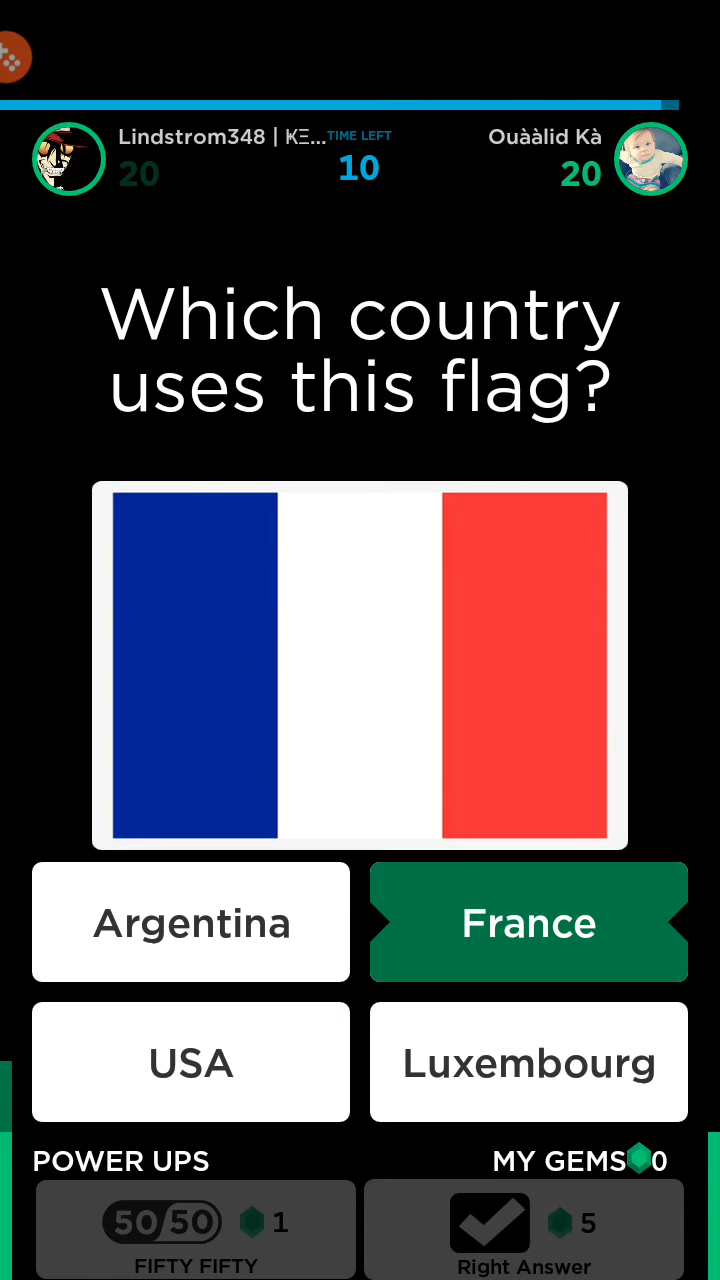 Lindstrom348 | ѤΞ...
TIME LEFT
Ouààlid Kà
20
10
20
Which country
uses this flag?
Argentina
France
USA
Luxembourg
POWER UPS
MY GEMS 0
50/50 1
5
FIFTY FIFTY
Right Answer